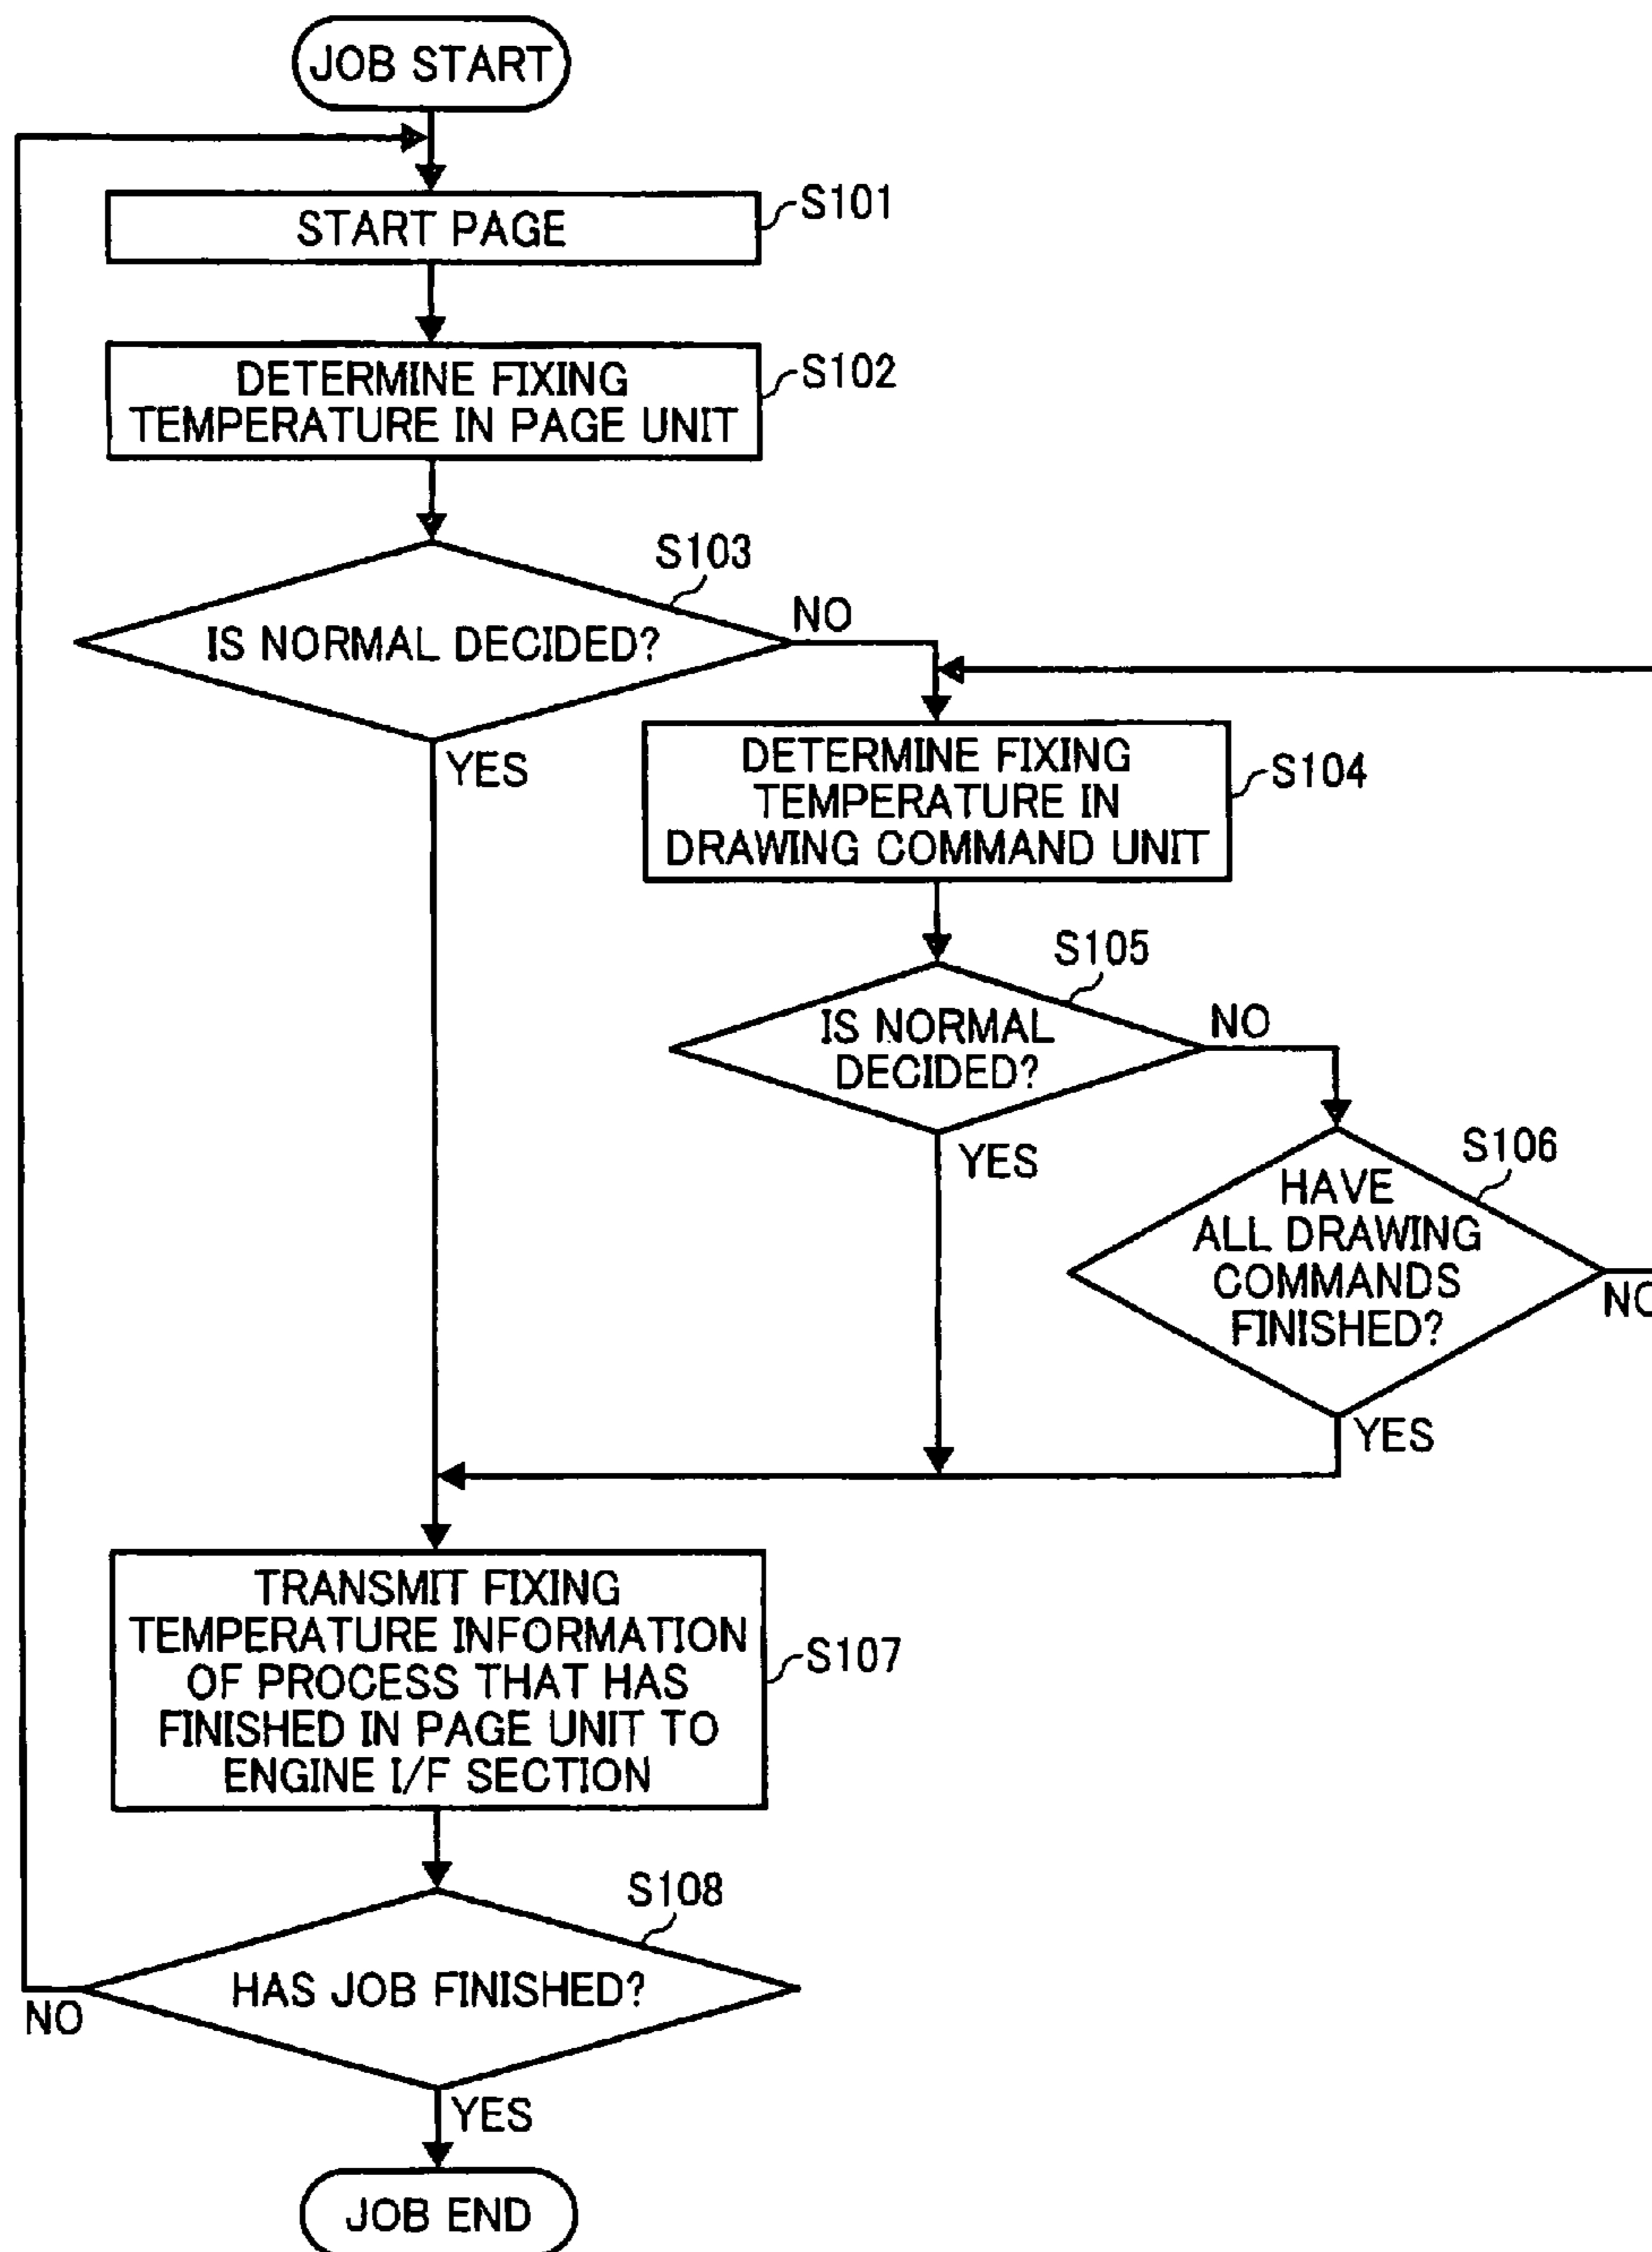 JOB START
START PAGE
S101
DETERMINE FIXING
TEMPERATURE IN PAGE UNIT
S102
S103
IS NORMAL DECIDED?
NO
YES
DETERMINE FIXING
TEMPERATURE IN
DRAWING COMMAND UNIT
S104
S105
IS NORMAL
DECIDED?
NO
YES
S106
HAVE
ALL DRAWING
COMMANDS
FINISHED?
NO
YES
TRANSMIT FIXING
TEMPERATURE INFORMATION
OF PROCESS THAT HAS
FINISHED IN PAGE UNIT TO
ENGINE I/F SECTION
S107
S108
HAS JOB FINISHED?
NO
YES
JOB END